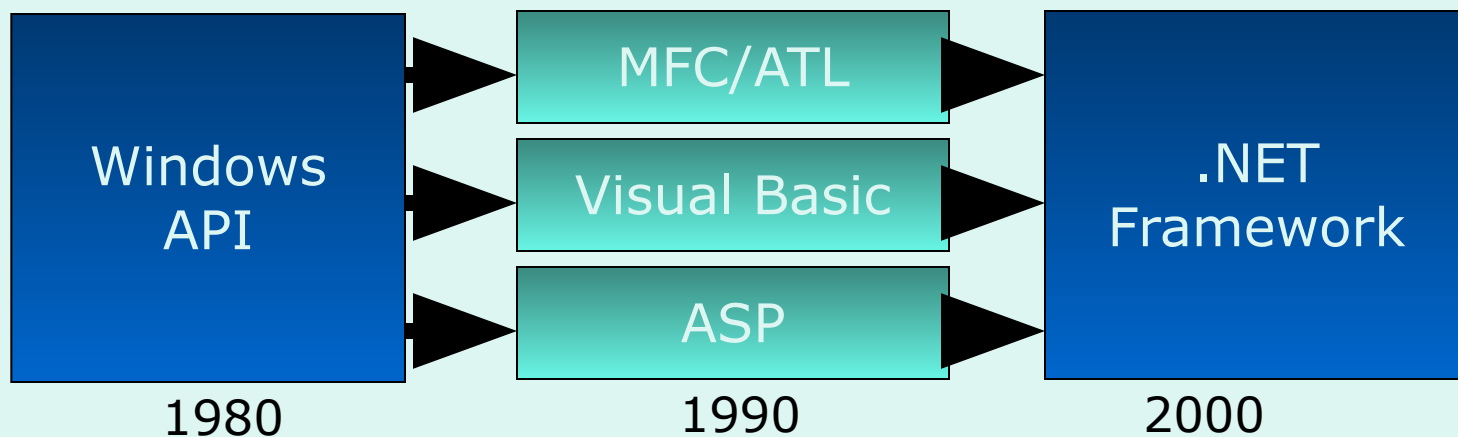 Windows
API
MFC/ATL
Visual Basic
ASP
.NET
Framework
1980
1990
2000